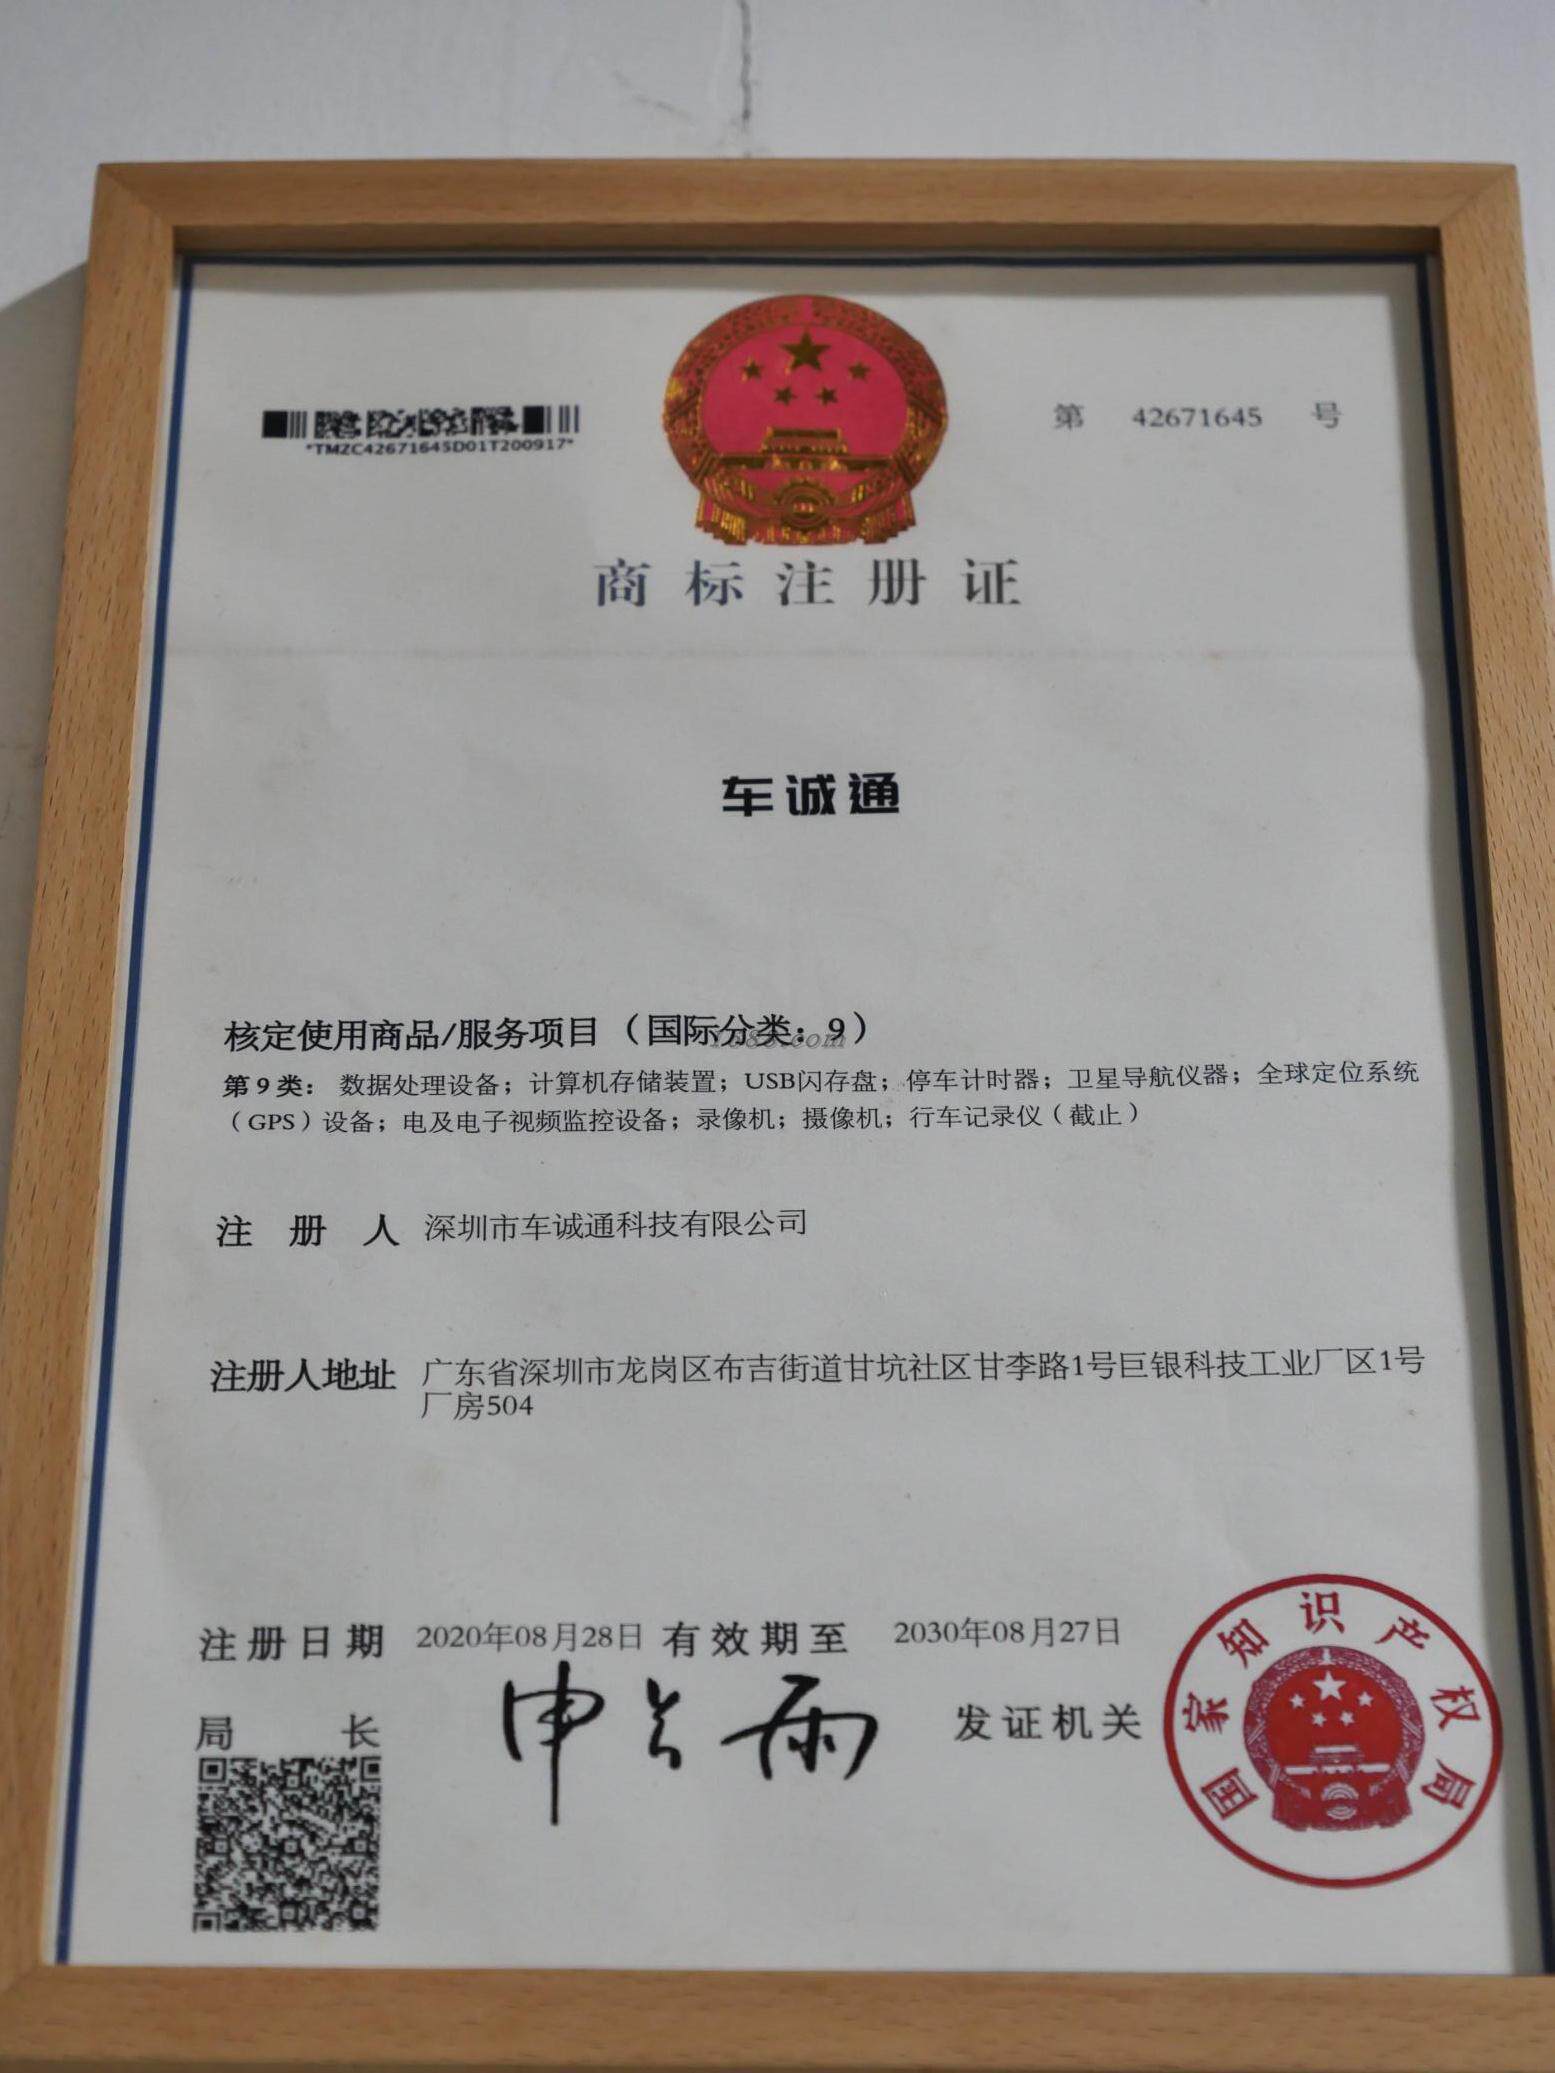 *TMZC42671645D01T200917*
第 42671645 号
商标注册证
车诚通
核定使用商品/服务项目（国际分类：9）
1688.com
第9类：数据处理设备；计算机存储装置；USB闪存盘；停车计时器；卫星导航仪器；全球定位系统
（GPS）设备；电及电子视频监控设备；录像机；摄像机；行车记录仪（截止）
注册人 深圳市车诚通科技有限公司
注册人地址 广东省深圳市龙岗区布吉街道甘坑社区甘李路1号巨银科技工业厂区1号
厂房504
注册日期 2020年08月28日 有效期至 2030年08月27日
局长 申长雨 发证机关
国家知识产权局